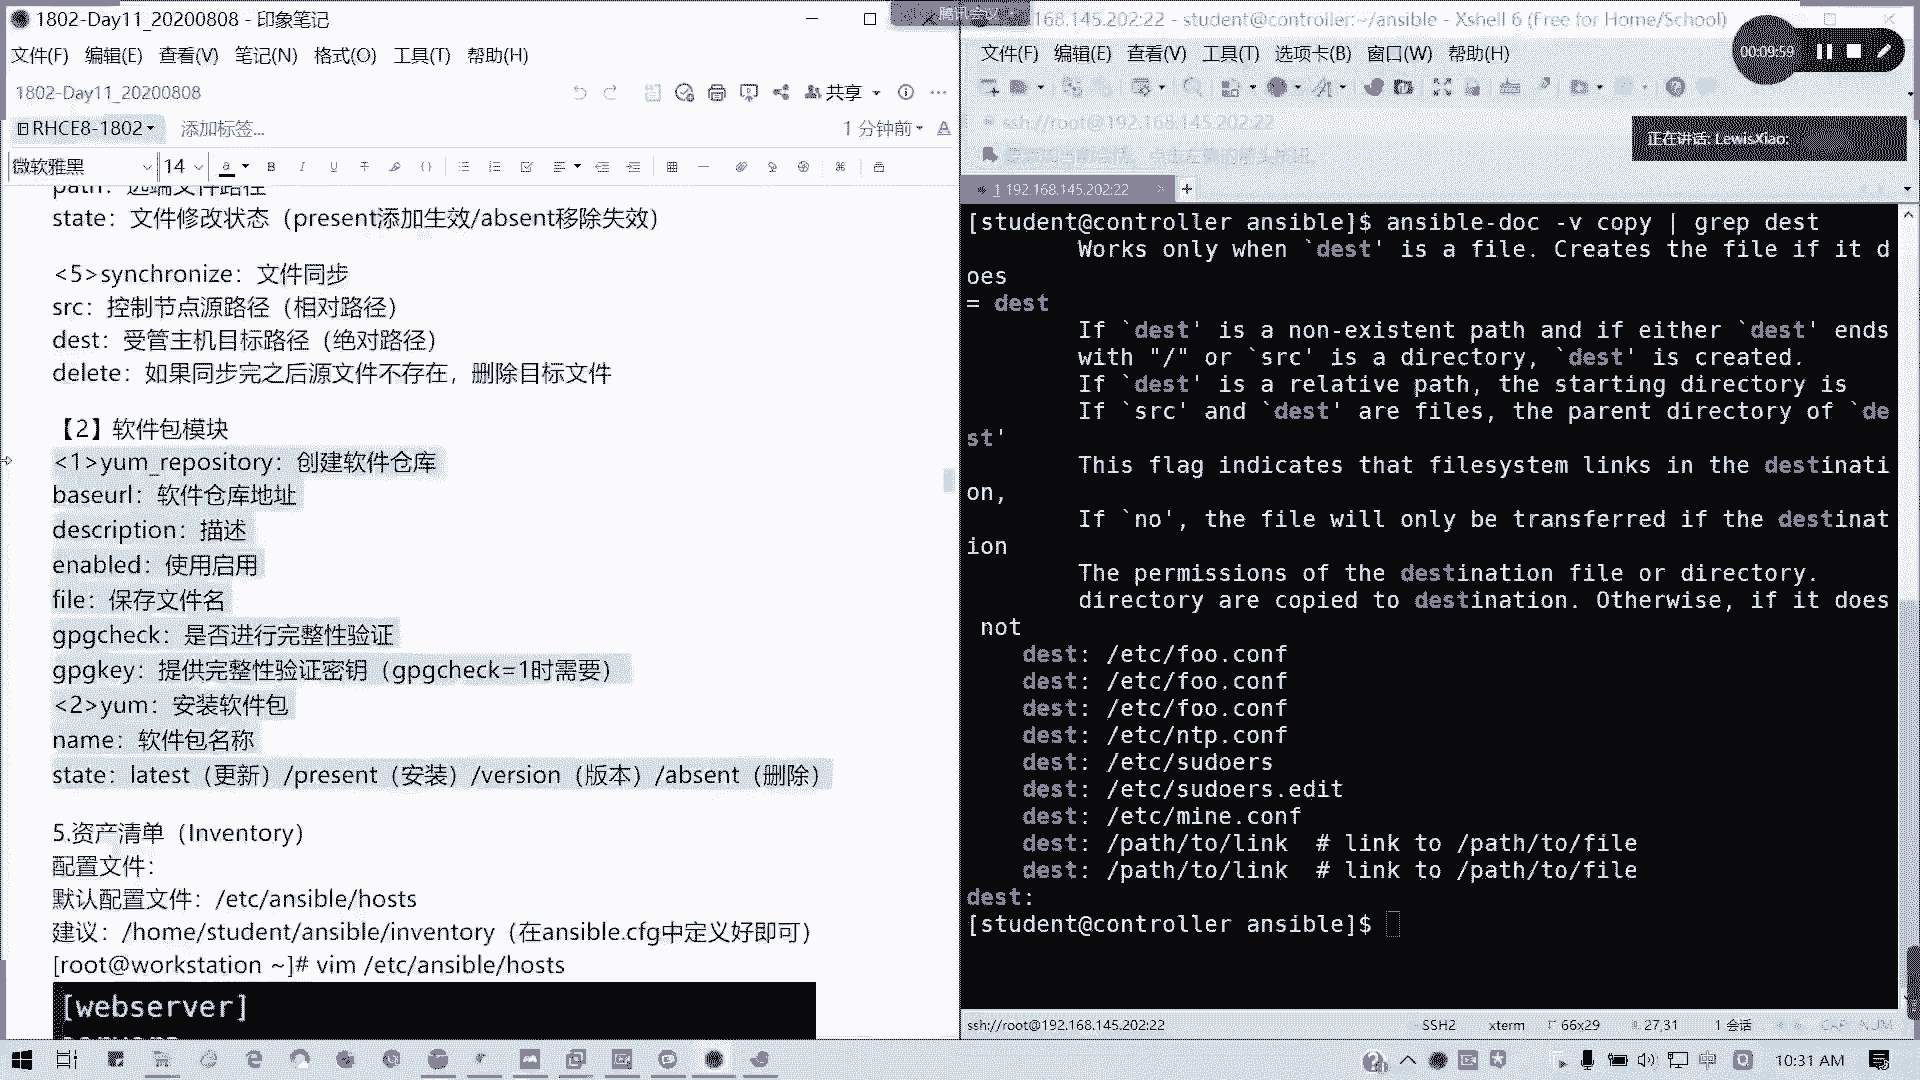 1802-Day11_20200808 - 印象笔记
文件(F) 编辑(E) 查看(V) 笔记(N) 格式(O) 工具(T) 帮助(H)
1802-Day11_20200808
共享
RHCE8-1802
添加标签...
1 分钟前
微软雅黑
14
path：远端文件路径
state：文件修改状态（present添加生效/absent移除失效）
<5>synchronize：文件同步
src：控制节点源路径（相对路径）
dest：受管主机目标路径（绝对路径）
delete：如果同步完之后源文件不存在，删除目标文件
【2】软件包模块
<1>yum_repository：创建软件仓库
baseurl：软件仓库地址
description：描述
enabled：使用启用
file：保存文件名
gpgcheck：是否进行完整性验证
gpgkey：提供完整性验证密钥（gpgcheck=1时需要）
<2>yum：安装软件包
name：软件包名称
state：latest（更新）/present（安装）/version（版本）/absent（删除）
5.资产清单（Inventory）
配置文件：
默认配置文件：/etc/ansible/hosts
建议：/home/student/ansible/inventory（在ansible.cfg中定义好即可）
[root@workstation ~]# vim /etc/ansible/hosts
[webserver]
腾讯会议
168.145.202:22 - student@controller:~/ansible - Xshell 6 (Free for Home/School)
文件(F) 编辑(E) 查看(V) 工具(T) 选项卡(B) 窗口(W) 帮助(H)
00:09:59
ssh://root@192.168.145.202:22
正在讲话: LewisXiao:
1 192.168.145.202:22
[student@controller ansible]$ ansible-doc -v copy | grep dest
Works only when `dest' is a file. Creates the file if it d
oes
= dest
If `dest' is a non-existent path and if either `dest' ends
with "/" or `src' is a directory, `dest' is created.
If `dest' is a relative path, the starting directory is
If `src' and `dest' are files, the parent directory of `de
st'
This flag indicates that filesystem links in the destinati
on,
If `no', the file will only be transferred if the destinat
ion
The permissions of the destination file or directory.
directory are copied to destination. Otherwise, if it does
not
dest: /etc/foo.conf
dest: /etc/foo.conf
dest: /etc/foo.conf
dest: /etc/ntp.conf
dest: /etc/sudoers
dest: /etc/sudoers.edit
dest: /etc/mine.conf
dest: /path/to/link  # link to /path/to/file
dest: /path/to/link  # link to /path/to/file
dest:
[student@controller ansible]$
ssh://root@192.168.145.202:22
SSH2
xterm
66x29
27,31
1 会话
CAP NUM
中
10:31 AM